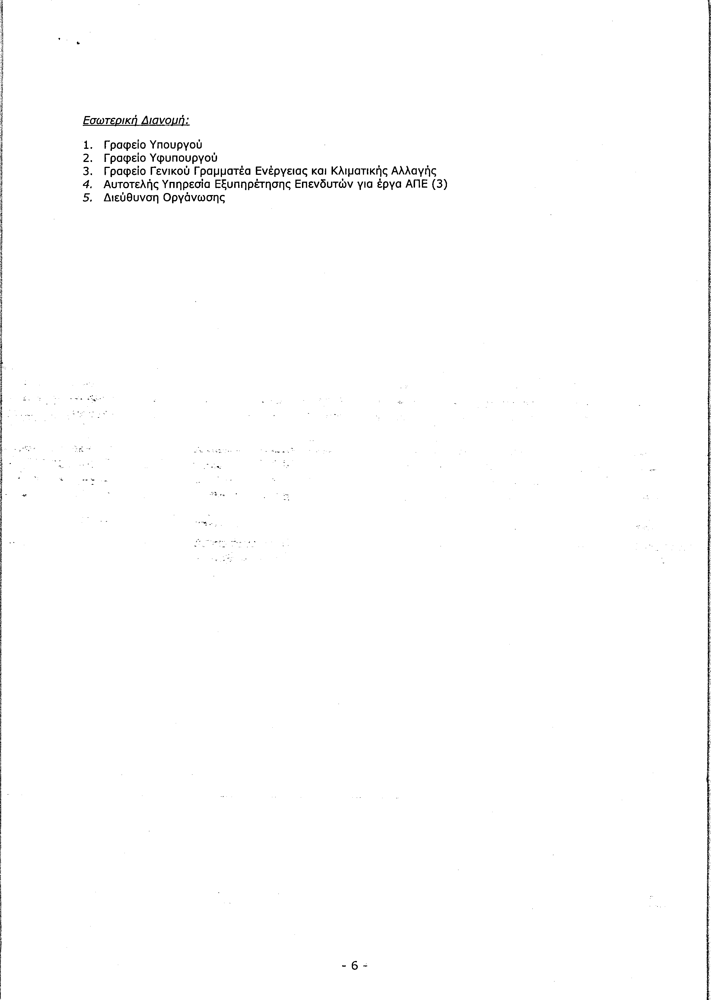 Εσωτερική Διανομή:
1. Γραφείο Υπουργού
2. Γραφείο Υφυπουργού
3. Γραφείο Γενικού Γραμματέα Ενέργειας και Κλιματικής Αλλαγής
4. Αυτοτελής Υπηρεσία Εξυπηρέτησης Επενδυτών για έργα ΑΠΕ (3)
5. Διεύθυνση Οργάνωσης
- 6 -